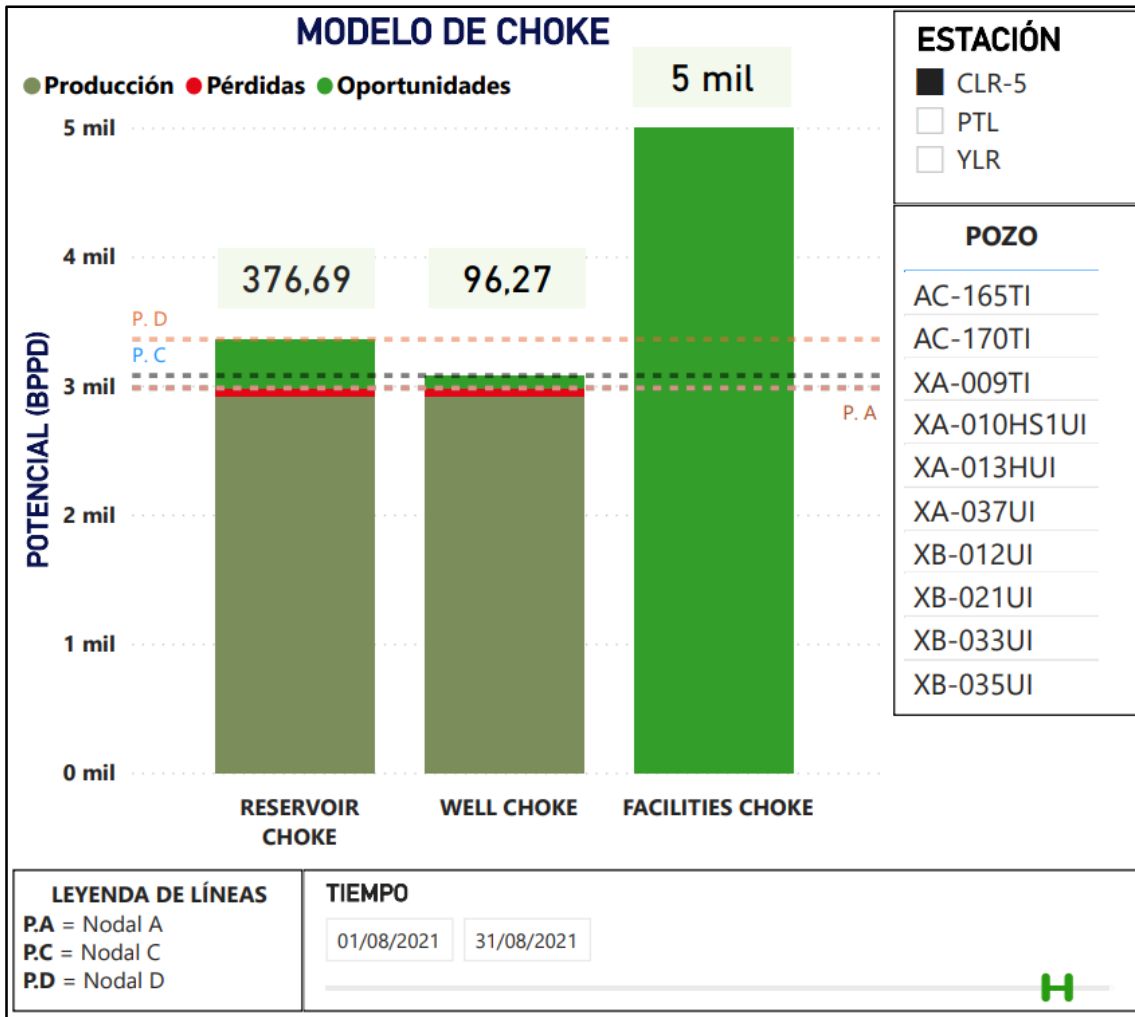 MODELO DE CHOKE
Producción Pérdidas Oportunidades
5 mil
376,69
96,27
5 mil
4 mil
3 mil
2 mil
1 mil
0 mil
POTENCIAL (BPPD)
P. D
P. C
P. A
RESERVOIR
CHOKE
WELL CHOKE
FACILITIES CHOKE
ESTACIÓN
CLR-5
PTL
YLR
POZO
AC-165TI
AC-170TI
XA-009TI
XA-010HS1UI
XA-013HUI
XA-037UI
XB-012UI
XB-021UI
XB-033UI
XB-035UI
LEYENDA DE LÍNEAS
P.A = Nodal A
P.C = Nodal C
P.D = Nodal D
TIEMPO
01/08/2021 31/08/2021